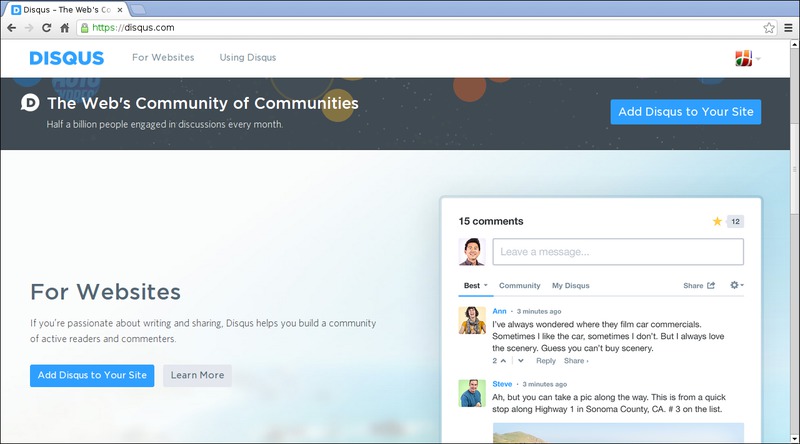 Disqus – The Web's Co
https://disqus.com
DISQUS
For Websites
Using Disqus
D
The Web's Community of Communities
Half a billion people engaged in discussions every month.
Add Disqus to Your Site
For Websites
If you're passionate about writing and sharing, Disqus helps you build a community
of active readers and commenters.
Add Disqus to Your Site
Learn More
15 comments
12
Leave a message...
Best
Community
My Disqus
Share
Ann • 3 minutes ago
I've always wondered where they film car commercials.
Sometimes I like the car, sometimes I don't. But I always love
the scenery. Guess you can't buy scenery.
2
Reply
Share ›
Steve • 3 minutes ago
Ah, but you can take a pic along the way. This is from a quick
stop along Highway 1 in Sonoma County, CA. # 3 on the list.